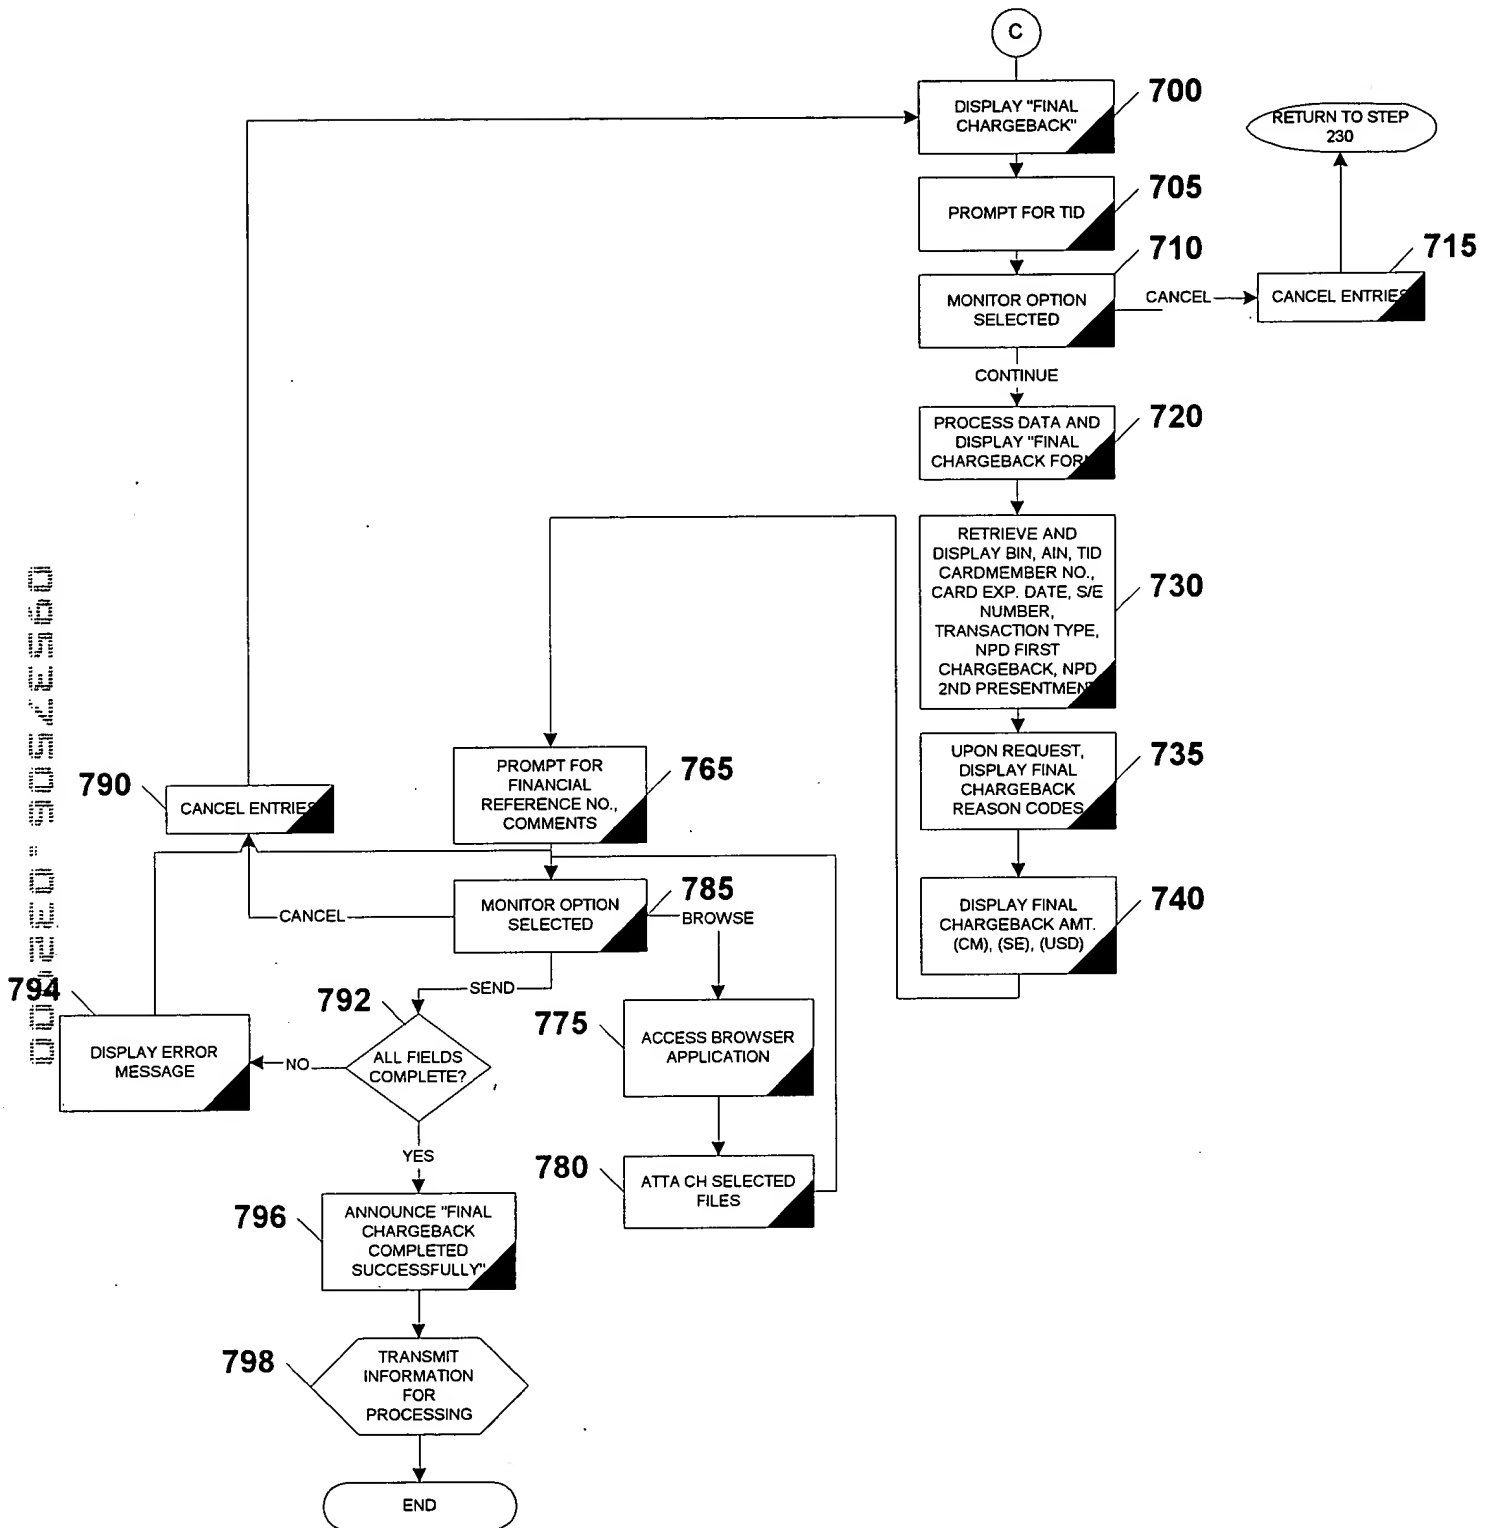 C
DISPLAY "FINAL
CHARGEBACK"
700
RETURN TO STEP
230
PROMPT FOR TID
705
MONITOR OPTION
SELECTED
710
CANCEL
CANCEL ENTRIES
715
CONTINUE
PROCESS DATA AND
DISPLAY "FINAL
CHARGEBACK FORM
720
RETRIEVE AND
DISPLAY BIN, AIN, TID
CARDMEMBER NO.,
CARD EXP. DATE, S/E
NUMBER,
TRANSACTION TYPE,
NPD FIRST
CHARGEBACK, NPD
2ND PRESENTMENT
730
UPON REQUEST,
DISPLAY FINAL
CHARGEBACK
REASON CODES
735
DISPLAY FINAL
CHARGEBACK AMT.
(CM), (SE), (USD)
740
PROMPT FOR
FINANCIAL
REFERENCE NO.,
COMMENTS
765
790
CANCEL ENTRIES
MONITOR OPTION
SELECTED
785
CANCEL
BROWSE
SEND
794
DISPLAY ERROR
MESSAGE
792
ALL FIELDS
COMPLETE?
NO
YES
775
ACCESS BROWSER
APPLICATION
780
ATTA CH SELECTED
FILES
796
ANNOUNCE "FINAL
CHARGEBACK
COMPLETED
SUCCESSFULLY"
798
TRANSMIT
INFORMATION
FOR
PROCESSING
END
09537506.032900